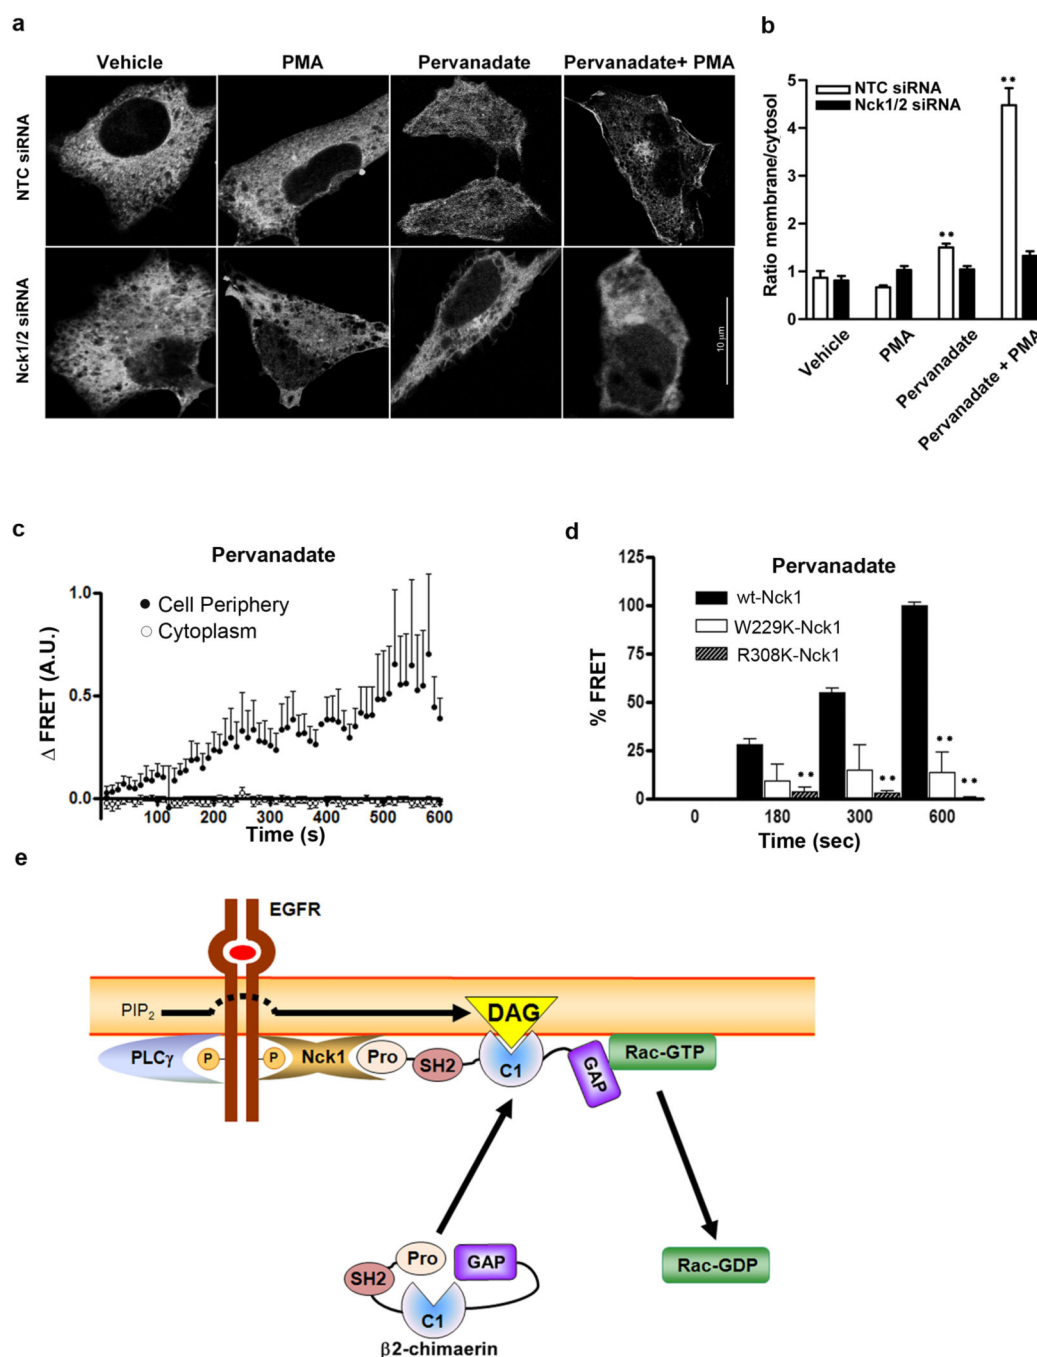 a
Vehicle PMA Pervanadate Pervanadate+ PMA
NTC siRNA
Nck1/2 siRNA
10 μm
b
NTC siRNA
Nck1/2 siRNA
Ratio membrane/cytosol
5
4
3
2
1
0
**
**
Vehicle
PMA
Pervanadate
Pervanadate + PMA
c
Pervanadate
Cell Periphery
Cytoplasm
Δ FRET (A.U.)
1.0
0.5
0.0
100 200 300 400 500 600
Time (s)
d
Pervanadate
wt-Nck1
W229K-Nck1
R308K-Nck1
% FRET
125
100
75
50
25
0
**
**
**
**
0 180 300 600
Time (sec)
e
EGFR
PIP2
DAG
PLCγ P P Nck1 Pro SH2 C1 GAP Rac-GTP
SH2 Pro GAP C1
β2-chimaerin
Rac-GDP